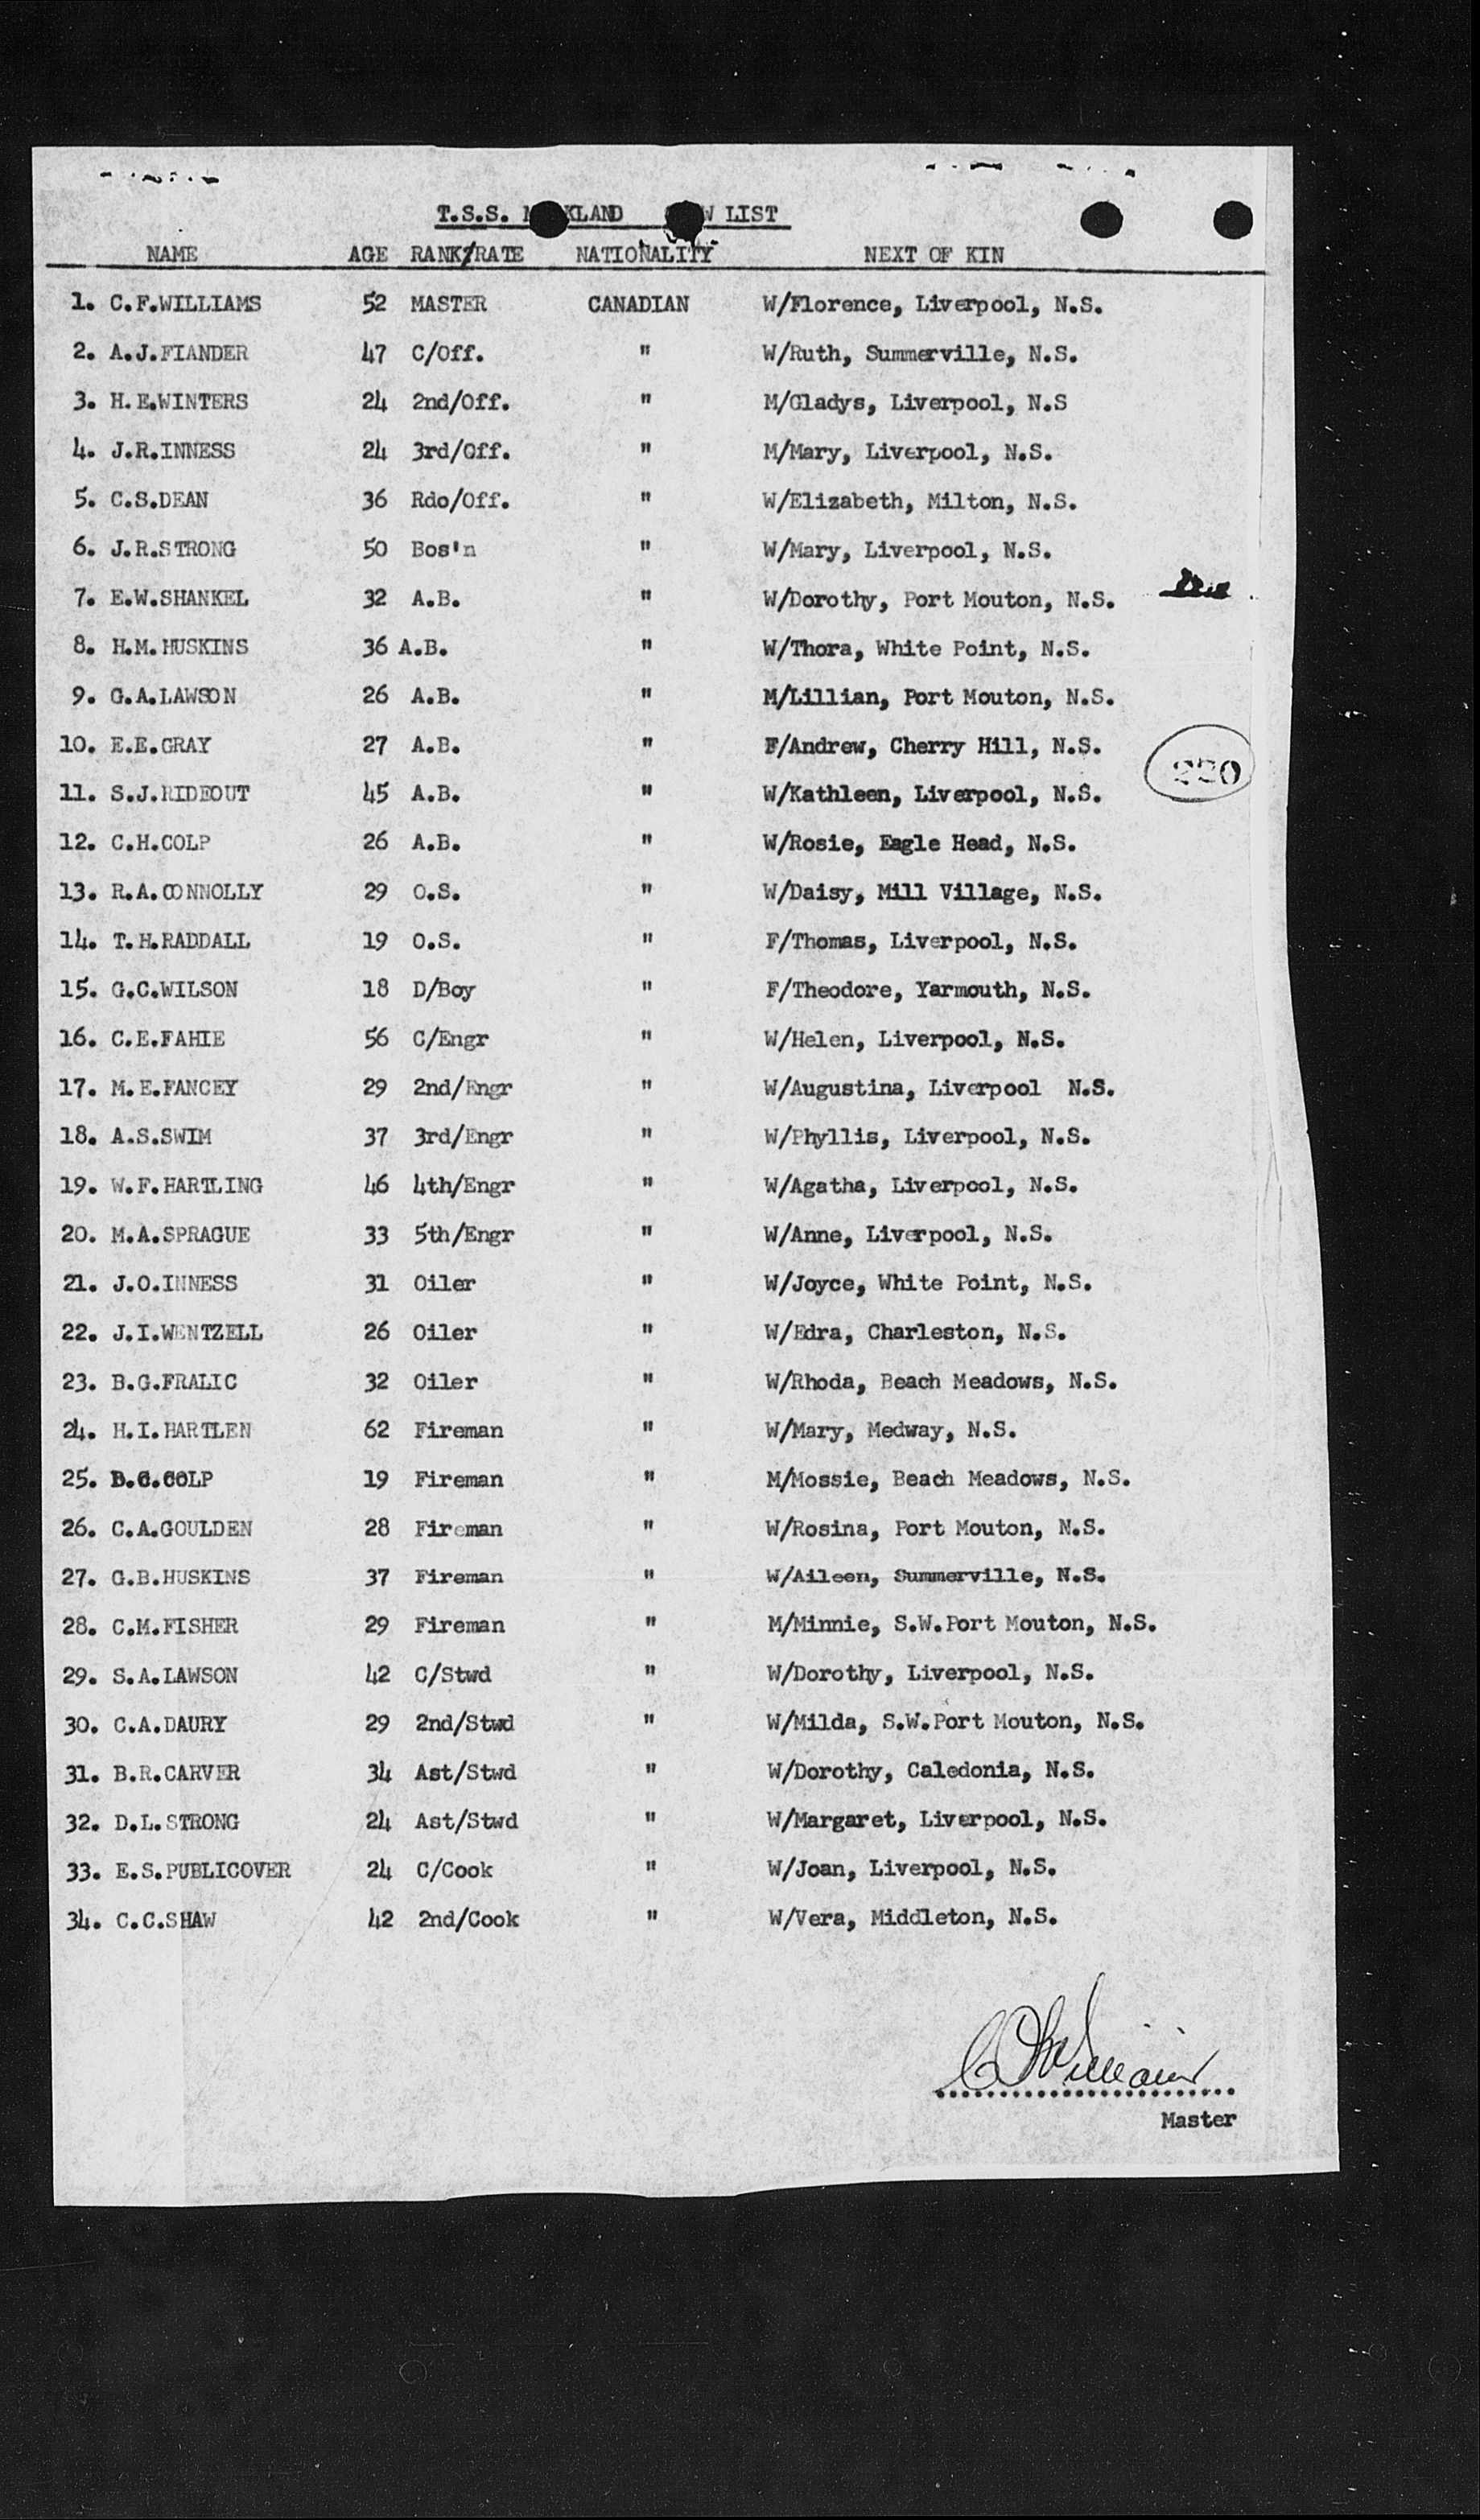 T.S.S. M KLAND W LIST
NAME AGE RANK/RATE NATIONALITY NEXT OF KIN
1. C.F.WILLIAMS 52 MASTER CANADIAN W/Florence, Liverpool, N.S.
2. A.J.FIANDER 47 C/Off. " W/Ruth, Summerville, N.S.
3. H.E.WINTERS 24 2nd/Off. " M/Gladys, Liverpool, N.S
4. J.R.INNESS 24 3rd/Off. " M/Mary, Liverpool, N.S.
5. C.S.DEAN 36 Rdo/Off. " W/Elizabeth, Milton, N.S.
6. J.R.STRONG 50 Bos'n " W/Mary, Liverpool, N.S.
7. E.W.SHANKEL 32 A.B. " W/Dorothy, Port Mouton, N.S.
8. H.M.HUSKINS 36 A.B. " W/Thora, White Point, N.S.
9. G.A.LAWSON 26 A.B. " M/Lillian, Port Mouton, N.S.
10. E.E.GRAY 27 A.B. " F/Andrew, Cherry Hill, N.S.
220
11. S.J.RIDEOUT 45 A.B. " W/Kathleen, Liverpool, N.S.
12. C.H.COLP 26 A.B. " W/Rosie, Eagle Head, N.S.
13. R.A.CONNOLLY 29 O.S. " W/Daisy, Mill Village, N.S.
14. T.H.RADDALL 19 O.S. " F/Thomas, Liverpool, N.S.
15. G.C.WILSON 18 D/Boy " F/Theodore, Yarmouth, N.S.
16. C.E.FAHIE 56 C/Engr " W/Helen, Liverpool, N.S.
17. M.E.FANCEY 29 2nd/Engr " W/Augustina, Liverpool N.S.
18. A.S.SWIM 37 3rd/Engr " W/Phyllis, Liverpool, N.S.
19. W.F.HARTLING 46 4th/Engr " W/Agatha, Liverpool, N.S.
20. M.A.SPRAGUE 33 5th/Engr " W/Anne, Liverpool, N.S.
21. J.O.INNESS 31 Oiler " W/Joyce, White Point, N.S.
22. J.I.WENTZELL 26 Oiler " W/Edra, Charleston, N.S.
23. B.G.FRALIC 32 Oiler " W/Rhoda, Beach Meadows, N.S.
24. H.I.HARTLEN 62 Fireman " W/Mary, Medway, N.S.
25. D.C.COLP 19 Fireman " M/Mossie, Beach Meadows, N.S.
26. C.A.GOULDEN 28 Fireman " W/Rosina, Port Mouton, N.S.
27. G.B.HUSKINS 37 Fireman " W/Aileen, Summerville, N.S.
28. C.M.FISHER 29 Fireman " M/Minnie, S.W.Port Mouton, N.S.
29. S.A.LAWSON 42 C/Stwd " W/Dorothy, Liverpool, N.S.
30. C.A.DAURY 29 2nd/Stwd " W/Milda, S.W.Port Mouton, N.S.
31. B.R.CARVER 34 Ast/Stwd " W/Dorothy, Caledonia, N.S.
32. D.L.STRONG 24 Ast/Stwd " W/Margaret, Liverpool, N.S.
33. E.S.PUBLICOVER 24 C/Cook " W/Joan, Liverpool, N.S.
34. C.C.SHAW 42 2nd/Cook " W/Vera, Middleton, N.S.
CFWilliams
Master